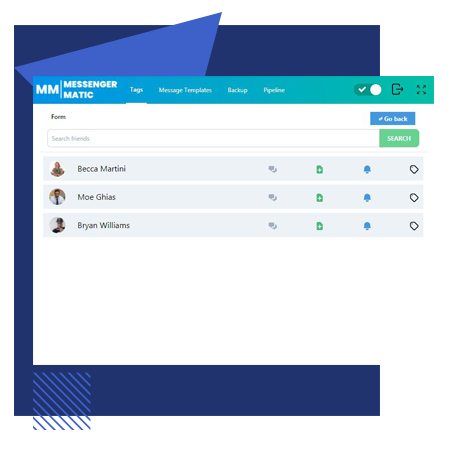 MM MESSENGER MATIC
Tags Message Templates Backup Pipeline
Form
Go back
Search friends
SEARCH
Becca Martini
Moe Ghias
Bryan Williams